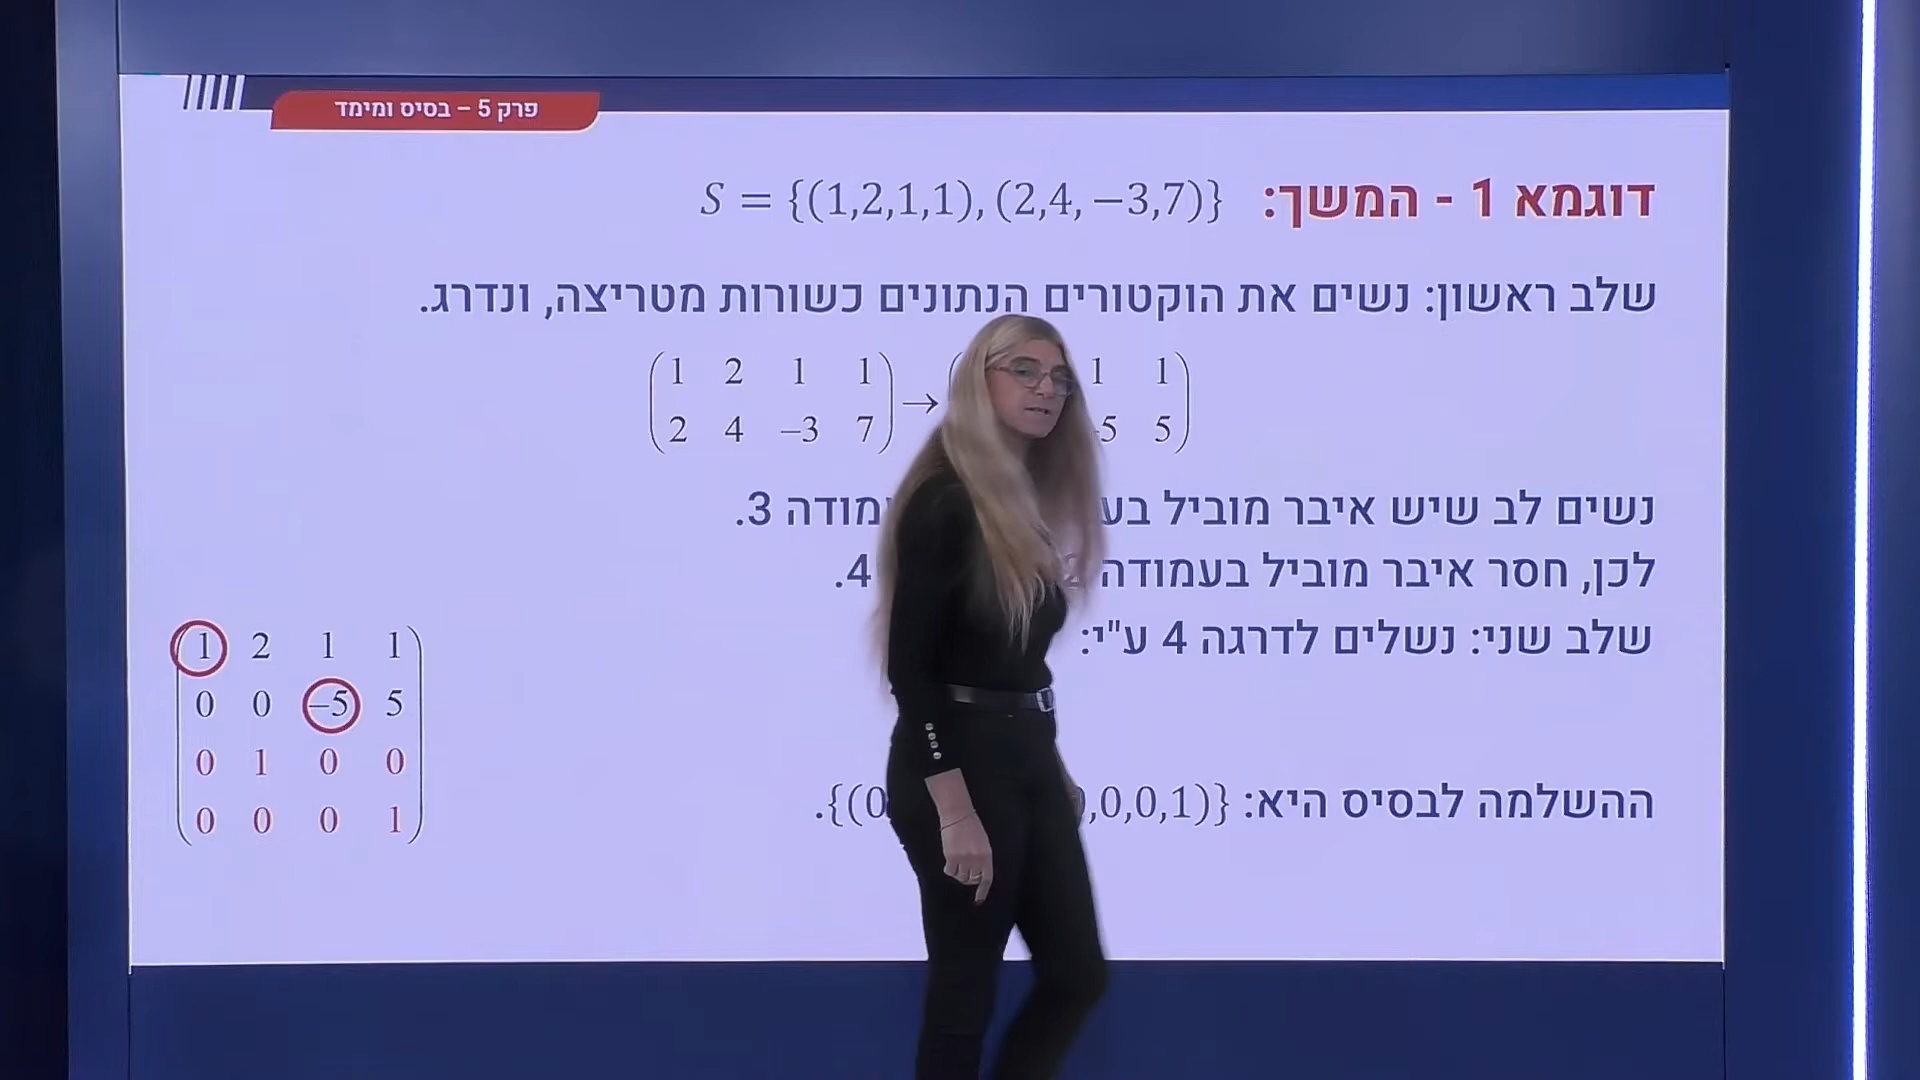 פרק 5 – בסיס ומימד
דוגמא 1 - המשך: S = {(1,2,1,1), (2,4,−3,7)}
שלב ראשון: נשים את הוקטורים הנתונים כשורות מטריצה, ונדרג.
1 2 1 1 → 1 1
2 4 –3 7 5
נשים לב שיש איבר מוביל 3.
לכן, חסר איבר מוביל בעמודה 4.
שלב שני: נשלים לדרגה 4 ע"י:
1 2 1 1
0 0 –5 5
0 1 0 0
0 0 0 1
ההשלמה לבסיס היא: {(0 ,0,0,1)}.